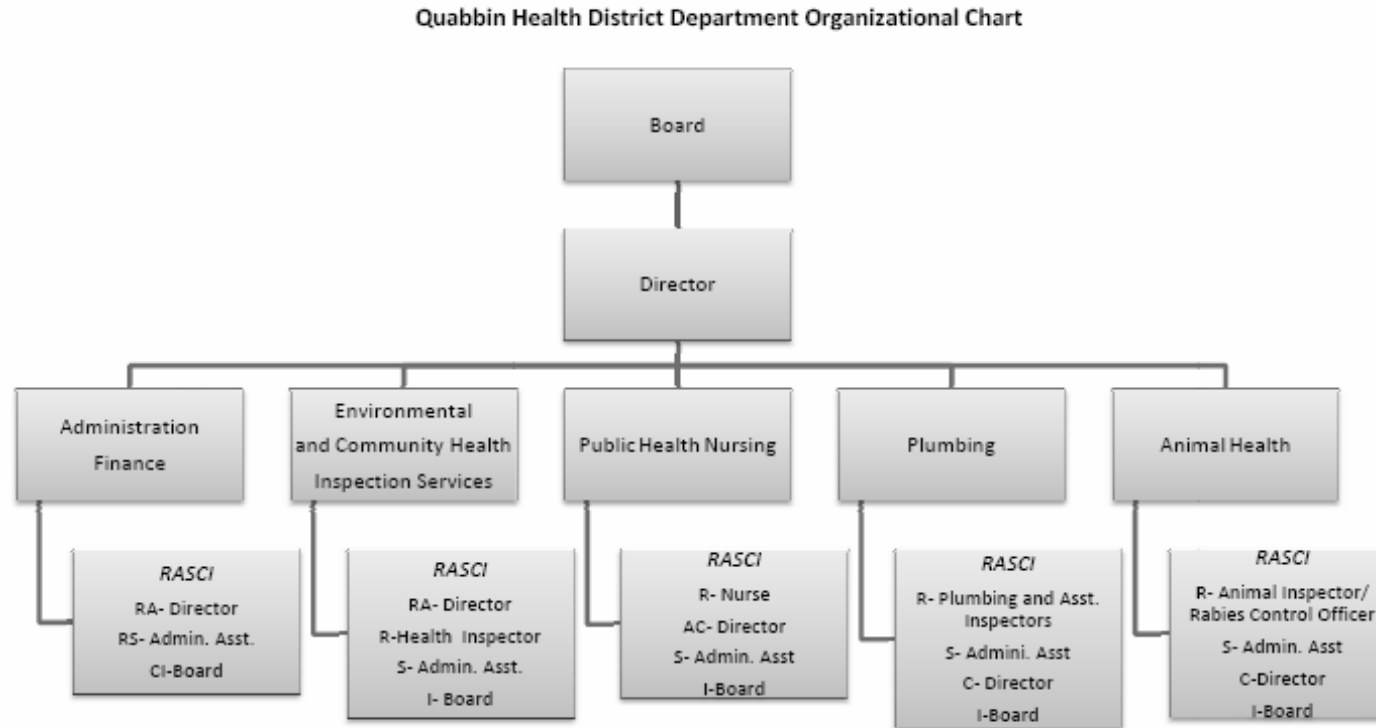 Quabbin Health District Department Organizational Chart
Board
Director
Administration
Finance
Environmental
and Community Health
Inspection Services
Public Health Nursing
Plumbing
Animal Health
RASCI
RA- Director
RS- Admin. Asst.
CI-Board
RASCI
RA- Director
R-Health Inspector
S- Admin. Asst.
I- Board
RASCI
R- Nurse
AC- Director
S- Admin. Asst
I-Board
RASCI
R- Plumbing and Asst.
Inspectors
S- Admini. Asst
C- Director
I-Board
RASCI
R- Animal Inspector/
Rabies Control Officer
S- Admin. Asst
C-Director
I-Board